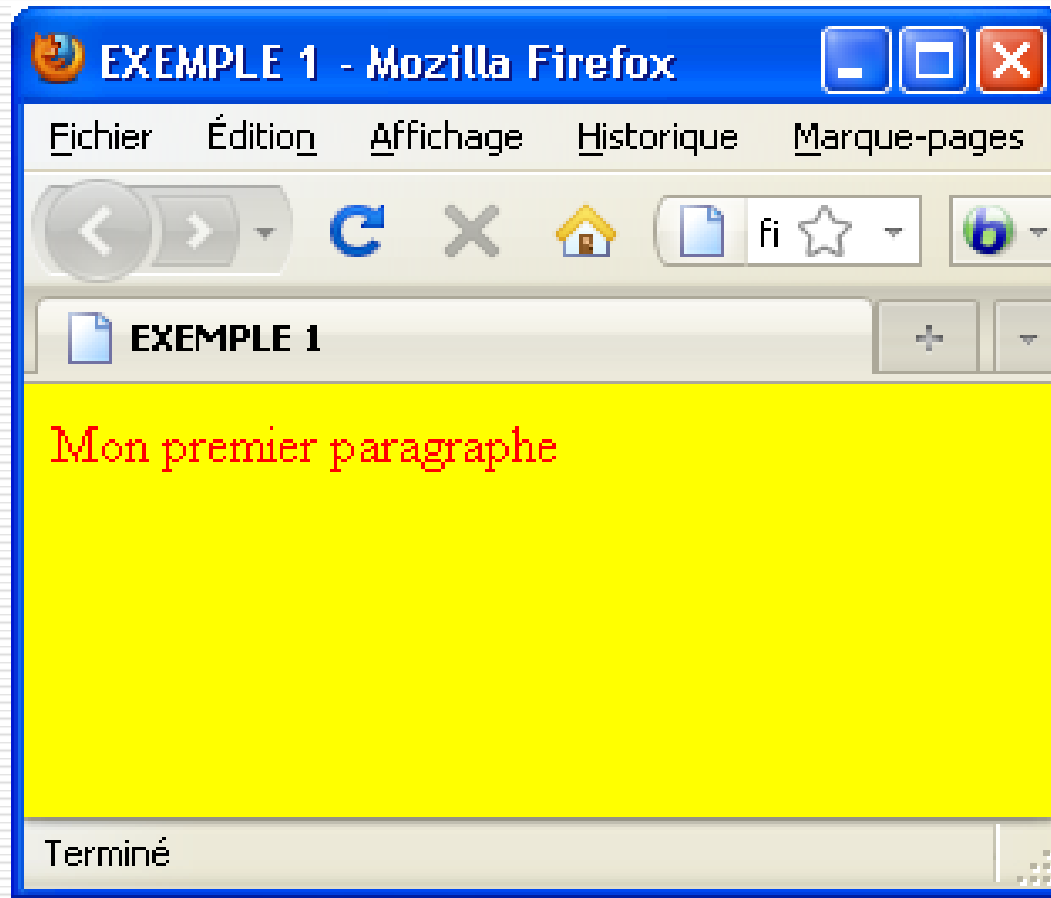 EXEMPLE 1 - Mozilla Firefox
Fichier Édition Affichage Historique Marque-pages
fi
EXEMPLE 1
Mon premier paragraphe
Terminé